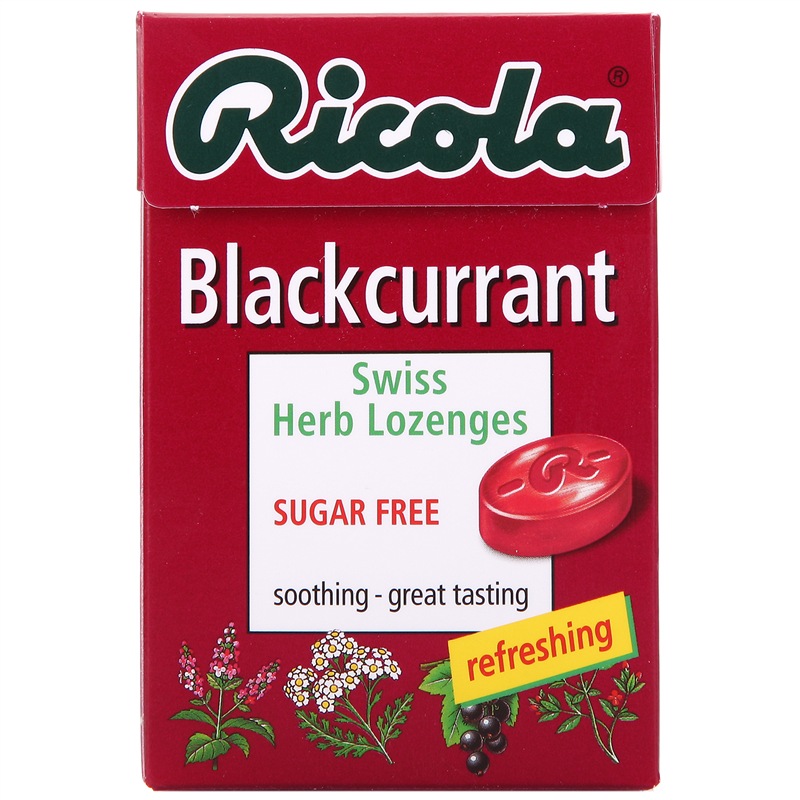 Ricola®
Blackcurrant
Swiss
Herb Lozenges
SUGAR FREE
soothing - great tasting
refreshing